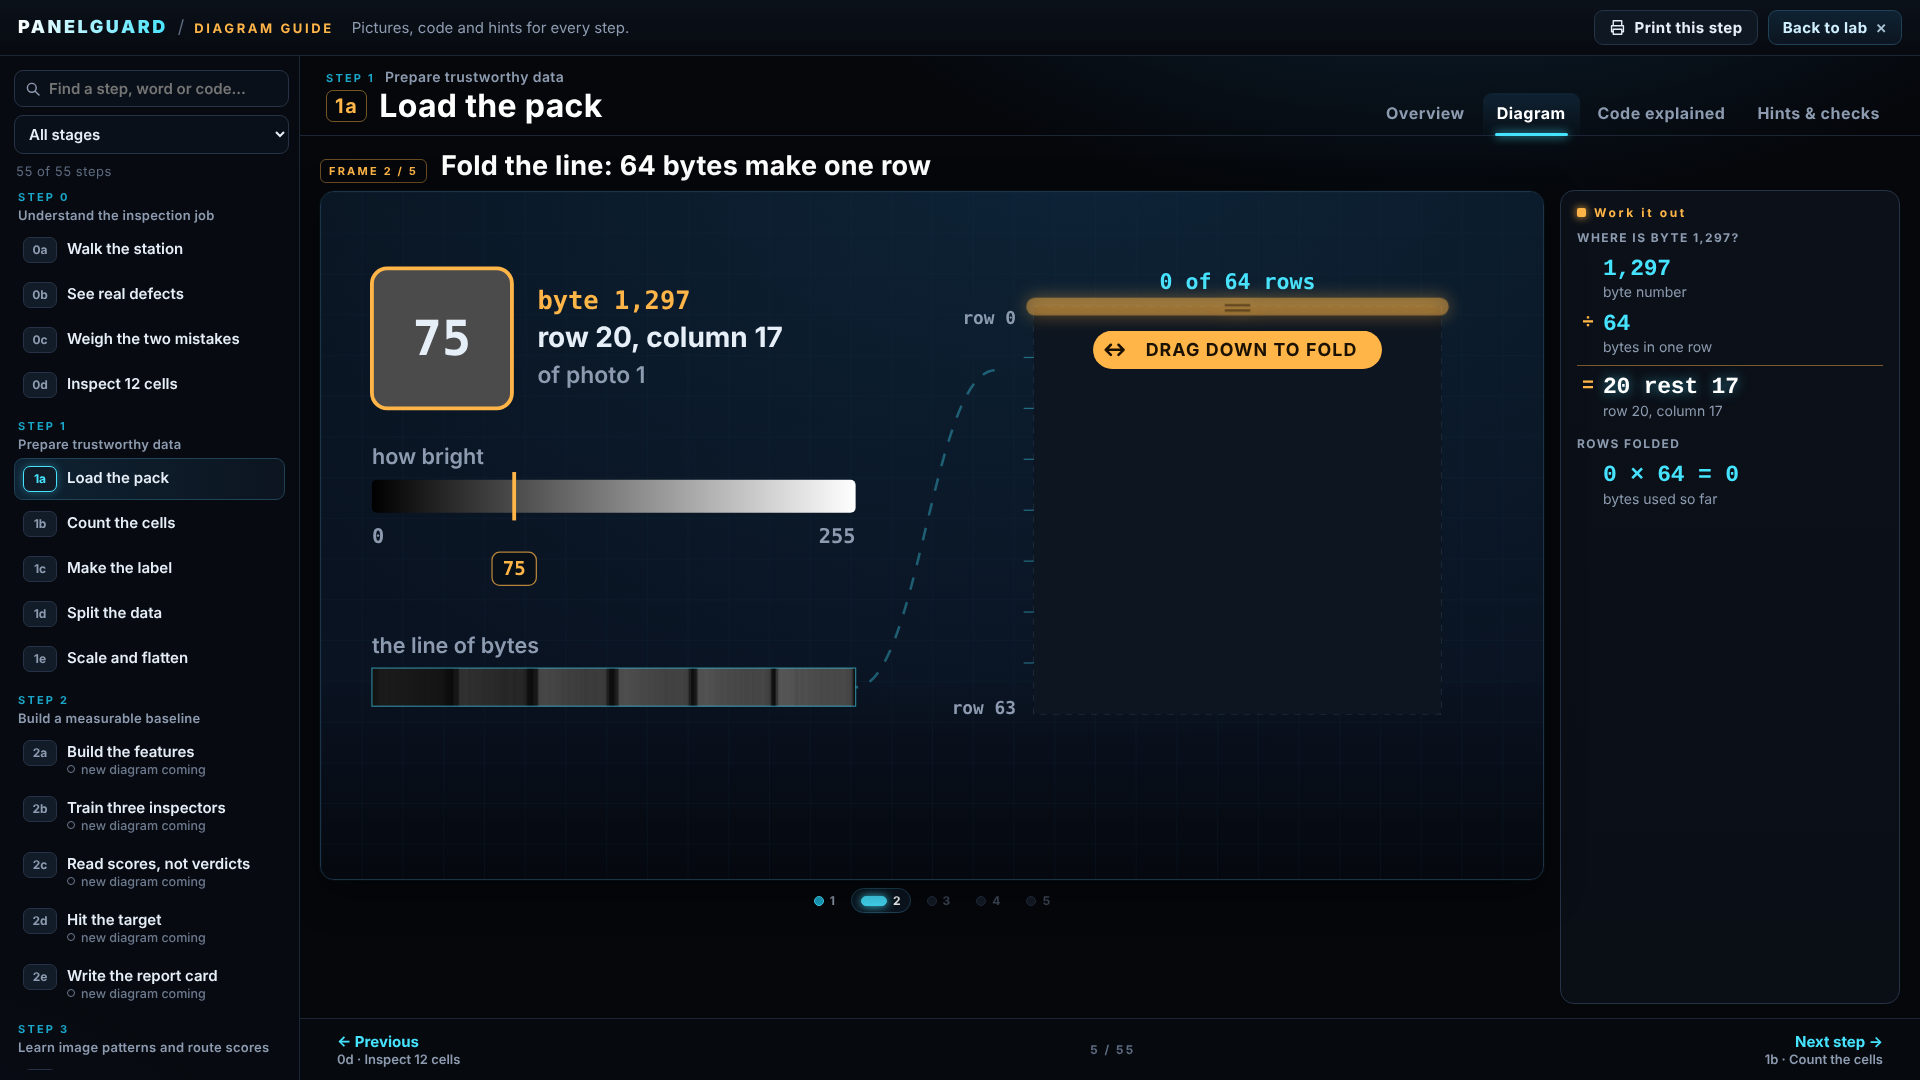 PANELGUARD / DIAGRAM GUIDE Pictures, code and hints for every step.
Print this step
Back to lab ×
Find a step, word or code...
All stages
55 of 55 steps
STEP 0
Understand the inspection job
0a Walk the station
0b See real defects
0c Weigh the two mistakes
0d Inspect 12 cells
STEP 1
Prepare trustworthy data
1a Load the pack
1b Count the cells
1c Make the label
1d Split the data
1e Scale and flatten
STEP 2
Build a measurable baseline
2a Build the features
new diagram coming
2b Train three inspectors
new diagram coming
2c Read scores, not verdicts
new diagram coming
2d Hit the target
new diagram coming
2e Write the report card
new diagram coming
STEP 3
Learn image patterns and route scores
STEP 1 Prepare trustworthy data
1a Load the pack
Overview Diagram Code explained Hints & checks
FRAME 2 / 5 Fold the line: 64 bytes make one row
75
byte 1,297
row 20, column 17
of photo 1
how bright
0 255
75
the line of bytes
0 of 64 rows
row 0
↔ DRAG DOWN TO FOLD
row 63
1 2 3 4 5
Work it out
WHERE IS BYTE 1,297?
1,297
byte number
÷ 64
bytes in one row
= 20 rest 17
row 20, column 17
ROWS FOLDED
0 × 64 = 0
bytes used so far
← Previous
0d · Inspect 12 cells
5 / 55
Next step →
1b · Count the cells